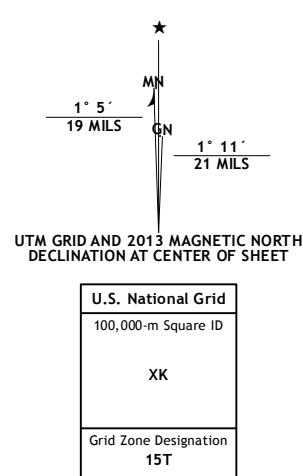 MN
1° 5´
19 MILS
GN
1° 11´
21 MILS
UTM GRID AND 2013 MAGNETIC NORTH
DECLINATION AT CENTER OF SHEET
U.S. National Grid
100,000-m Square ID
XK
Grid Zone Designation
15T